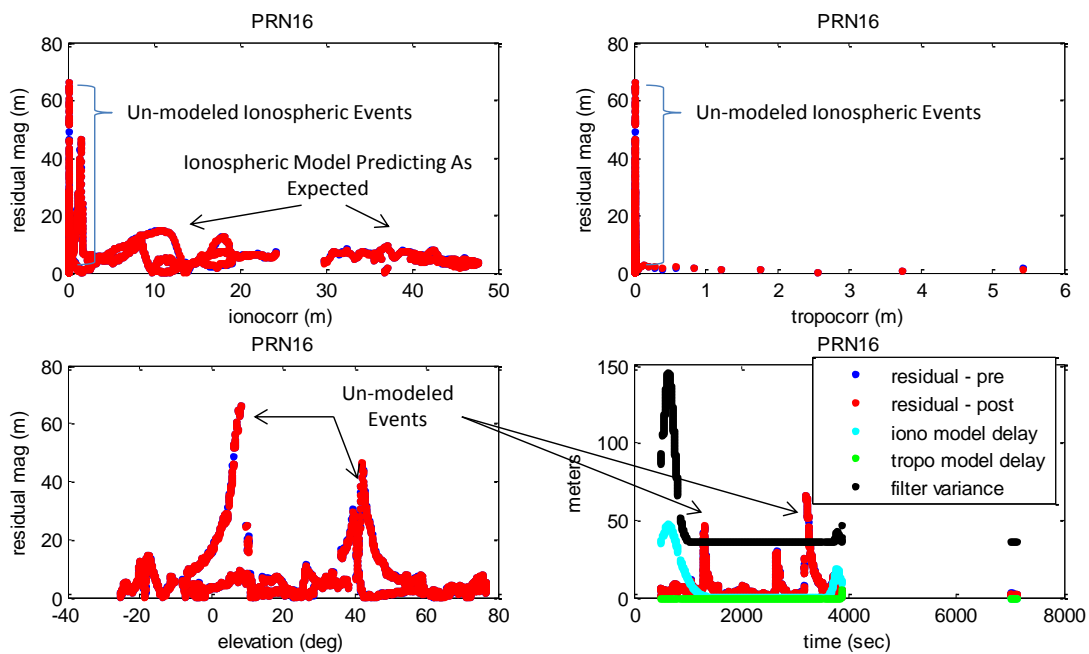 PRN16
80
60
40
20
0
residual mag (m)
Un-modeled Ionospheric Events
Ionospheric Model Predicting As
Expected
0 10 20 30 40 50
ionocorr (m)
PRN16
80
60
40
20
0
residual mag (m)
Un-modeled Ionospheric Events
0 1 2 3 4 5 6
tropocorr (m)
PRN16
80
60
40
20
0
residual mag (m)
Un-modeled
Events
-40 -20 0 20 40 60 80
elevation (deg)
PRN16
150
100
50
0
meters
residual - pre
residual - post
iono model delay
tropo model delay
filter variance
0 2000 4000 6000 8000
time (sec)